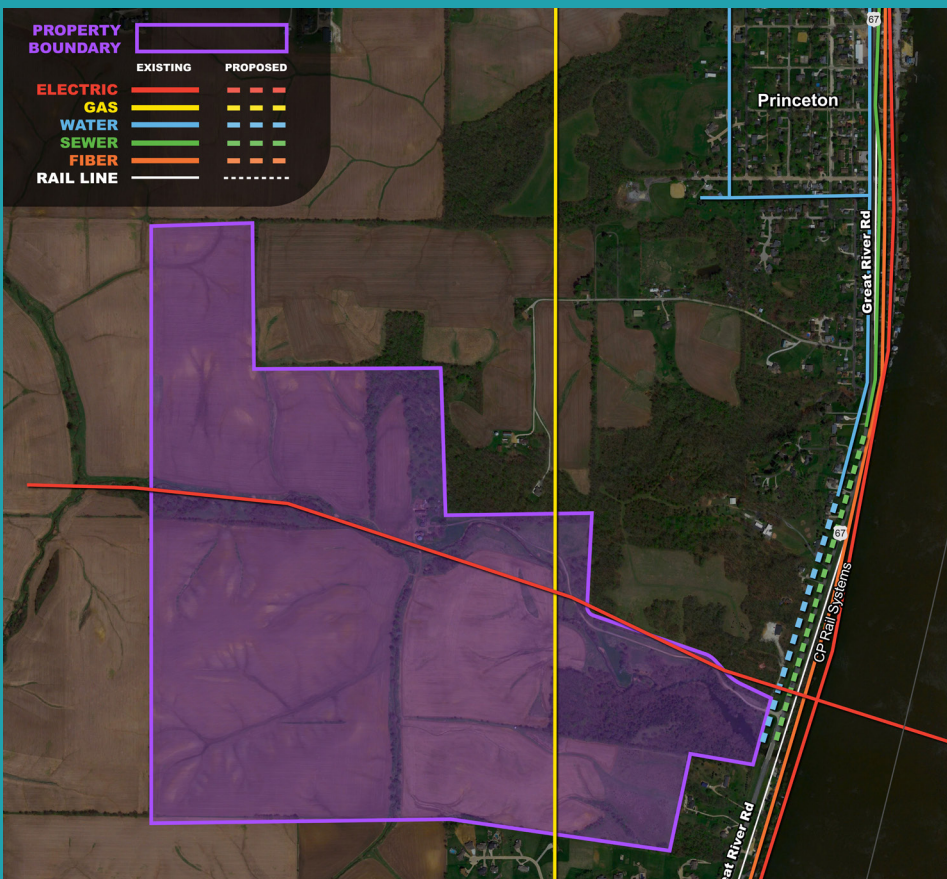 PROPERTY
BOUNDARY
EXISTING PROPOSED
ELECTRIC
GAS
WATER
SEWER
FIBER
RAIL LINE
67
Princeton
Great River Rd
67
CP Rail Systems
eat River Rd